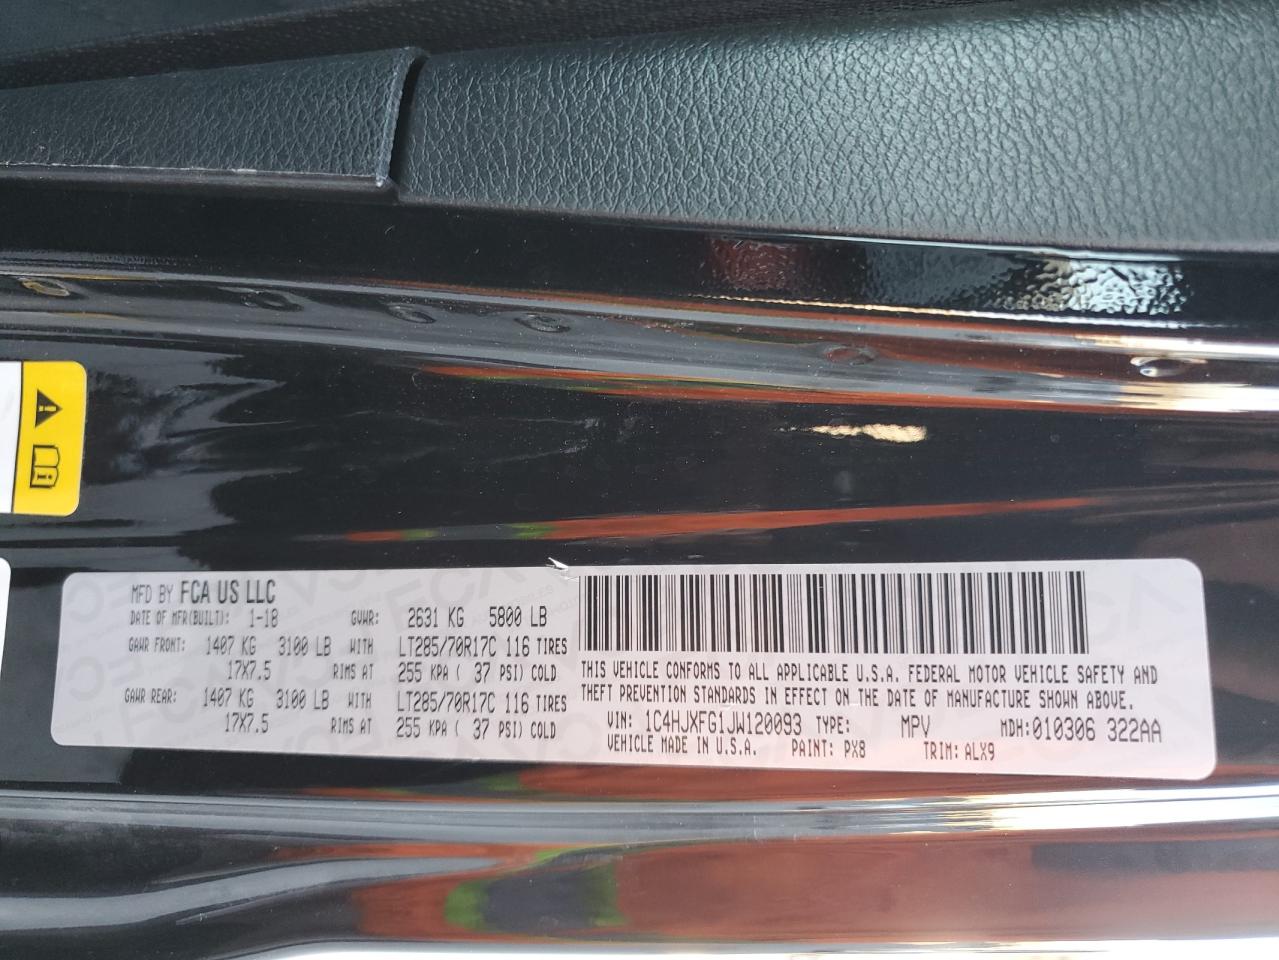 MFD BY FCA US LLC
DATE OF MFR(BUILT): 1-18 GVWR: 2631 KG 5800 LB
GAWR FRONT: 1407 KG 3100 LB WITH LT285/70R17C 116 TIRES
17X7.5 RIMS AT 255 KPA ( 37 PSI) COLD
GAWR REAR: 1407 KG 3100 LB WITH LT285/70R17C 116 TIRES
17X7.5 RIMS AT 255 KPA ( 37 PSI) COLD
THIS VEHICLE CONFORMS TO ALL APPLICABLE U.S.A. FEDERAL MOTOR VEHICLE SAFETY AND
THEFT PREVENTION STANDARDS IN EFFECT ON THE DATE OF MANUFACTURE SHOWN ABOVE.
VIN: 1C4HJXFG1JW120093 TYPE: MPV MDH:010306 322AA
VEHICLE MADE IN U.S.A. PAINT: PX8 TRIM: ALX9